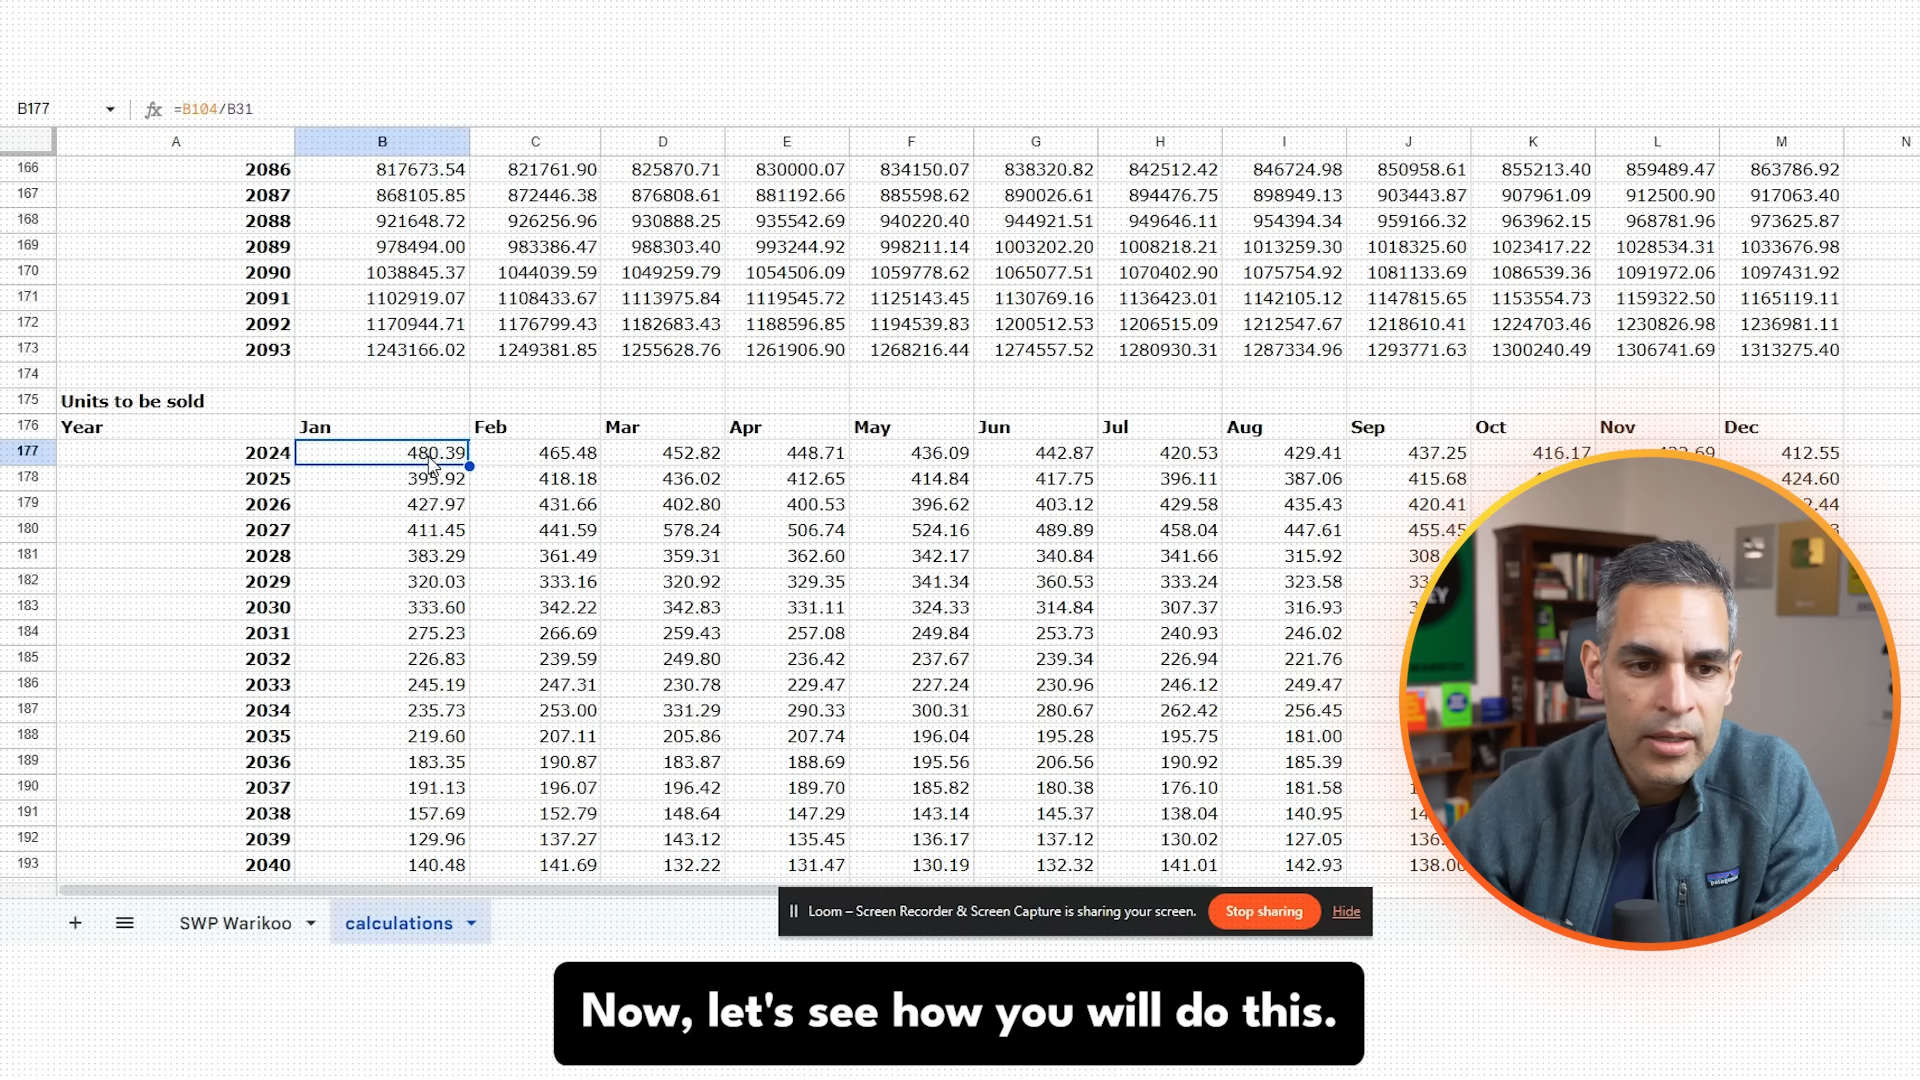 B177 fx =B104/B31
A B C D E F G H I J K L M N
166 2086 817673.54 821761.90 825870.71 830000.07 834150.07 838320.82 842512.42 846724.98 850958.61 855213.40 859489.47 863786.92
167 2087 868105.85 872446.38 876808.61 881192.66 885598.62 890026.61 894476.75 898949.13 903443.87 907961.09 912500.90 917063.40
168 2088 921648.72 926256.96 930888.25 935542.69 940220.40 944921.51 949646.11 954394.34 959166.32 963962.15 968781.96 973625.87
169 2089 978494.00 983386.47 988303.40 993244.92 998211.14 1003202.20 1008218.21 1013259.30 1018325.60 1023417.22 1028534.31 1033676.98
170 2090 1038845.37 1044039.59 1049259.79 1054506.09 1059778.62 1065077.51 1070402.90 1075754.92 1081133.69 1086539.36 1091972.06 1097431.92
171 2091 1102919.07 1108433.67 1113975.84 1119545.72 1125143.45 1130769.16 1136423.01 1142105.12 1147815.65 1153554.73 1159322.50 1165119.11
172 2092 1170944.71 1176799.43 1182683.43 1188596.85 1194539.83 1200512.53 1206515.09 1212547.67 1218610.41 1224703.46 1230826.98 1236981.11
173 2093 1243166.02 1249381.85 1255628.76 1261906.90 1268216.44 1274557.52 1280930.31 1287334.96 1293771.63 1300240.49 1306741.69 1313275.40
174
175 Units to be sold
176 Year Jan Feb Mar Apr May Jun Jul Aug Sep Oct Nov Dec
177 2024 480.39 465.48 452.82 448.71 436.09 442.87 420.53 429.41 437.25 416.17 412.55
178 2025 395.92 418.18 436.02 412.65 414.84 417.75 396.11 387.06 415.68 424.60
179 2026 427.97 431.66 402.80 400.53 396.62 403.12 429.58 435.43 420.41
180 2027 411.45 441.59 578.24 506.74 524.16 489.89 458.04 447.61 455.45
181 2028 383.29 361.49 359.31 362.60 342.17 340.84 341.66 315.92
182 2029 320.03 333.16 320.92 329.35 341.34 360.53 333.24 323.58
183 2030 333.60 342.22 342.83 331.11 324.33 314.84 307.37 316.93
184 2031 275.23 266.69 259.43 257.08 249.84 253.73 240.93 246.02
185 2032 226.83 239.59 249.80 236.42 237.67 239.34 226.94 221.76
186 2033 245.19 247.31 230.78 229.47 227.24 230.96 246.12 249.47
187 2034 235.73 253.00 331.29 290.33 300.31 280.67 262.42 256.45
188 2035 219.60 207.11 205.86 207.74 196.04 195.28 195.75 181.00
189 2036 183.35 190.87 183.87 188.69 195.56 206.56 190.92 185.39
190 2037 191.13 196.07 196.42 189.70 185.82 180.38 176.10 181.58
191 2038 157.69 152.79 148.64 147.29 143.14 145.37 138.04 140.95
192 2039 129.96 137.27 143.12 135.45 136.17 137.12 130.02 127.05
193 2040 140.48 141.69 132.22 131.47 130.19 132.32 141.01 142.93 138.00
SWP Warikoo calculations
Loom – Screen Recorder & Screen Capture is sharing your screen. Stop sharing Hide
patagonia
Now, let's see how you will do this.